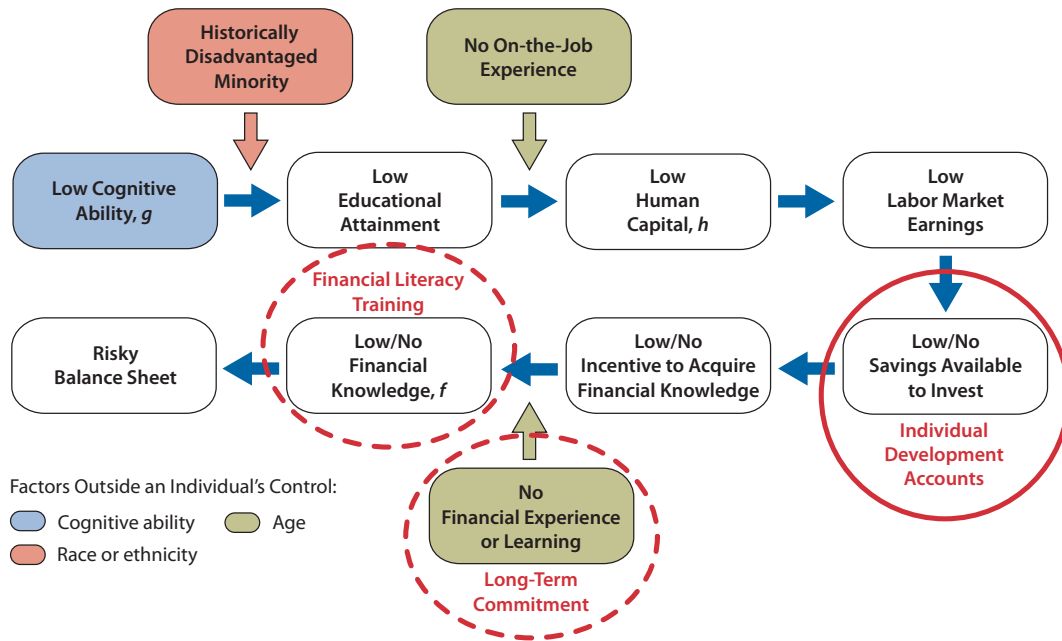 Historically
Disadvantaged
Minority
No On-the-Job
Experience
Low Cognitive
Ability, g
Low
Educational
Attainment
Low
Human
Capital, h
Low
Labor Market
Earnings
Financial Literacy
Training
Risky
Balance Sheet
Low/No
Financial
Knowledge, f
Low/No
Incentive to Acquire
Financial Knowledge
Low/No
Savings Available
to Invest
Individual
Development
Accounts
No
Financial Experience
or Learning
Long-Term
Commitment
Factors Outside an Individual’s Control:
Cognitive ability
Age
Race or ethnicity